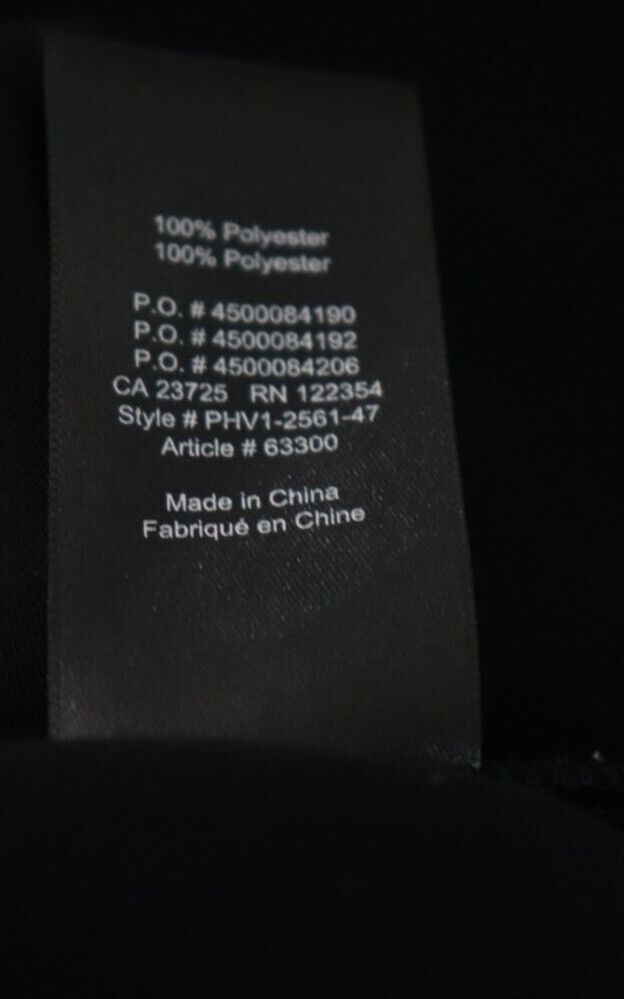 100% Polyester
100% Polyester
P.O. # 4500084190
P.O. # 4500084192
P.O. # 4500084206
CA 23725 RN 122354
Style # PHV1-2561-47
Article # 63300
Made in China
Fabriqué en Chine